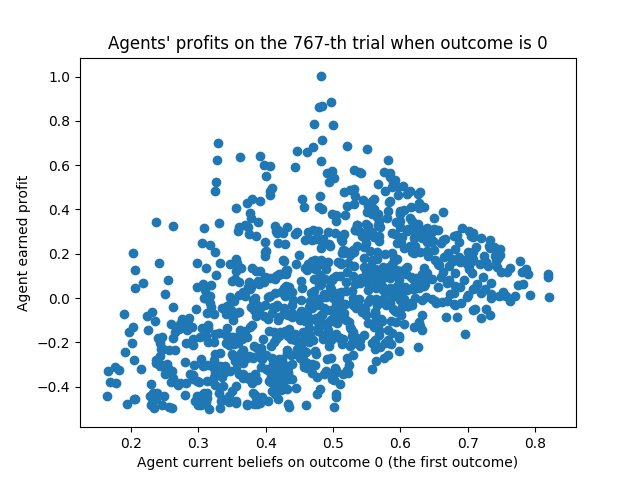 Agents' profits on the 767-th trial when outcome is 0
1.0
0.8
0.6
0.4
0.2
0.0
−0.2
−0.4
Agent earned profit
0.2 0.3 0.4 0.5 0.6 0.7 0.8
Agent current beliefs on outcome 0 (the first outcome)